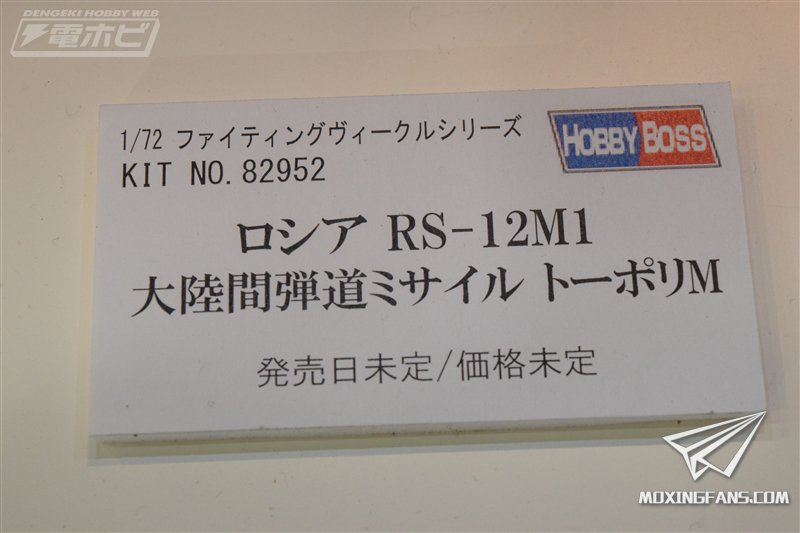 DENGEKI HOBBY WEB
電ホビ
1/72 ファイティングヴィークルシリーズ
HOBBY BOSS
KIT NO. 82952
ロシア RS-12M1
大陸間弾道ミサイル トーポリM
発売日未定/価格未定
MOXINGFANS.COM